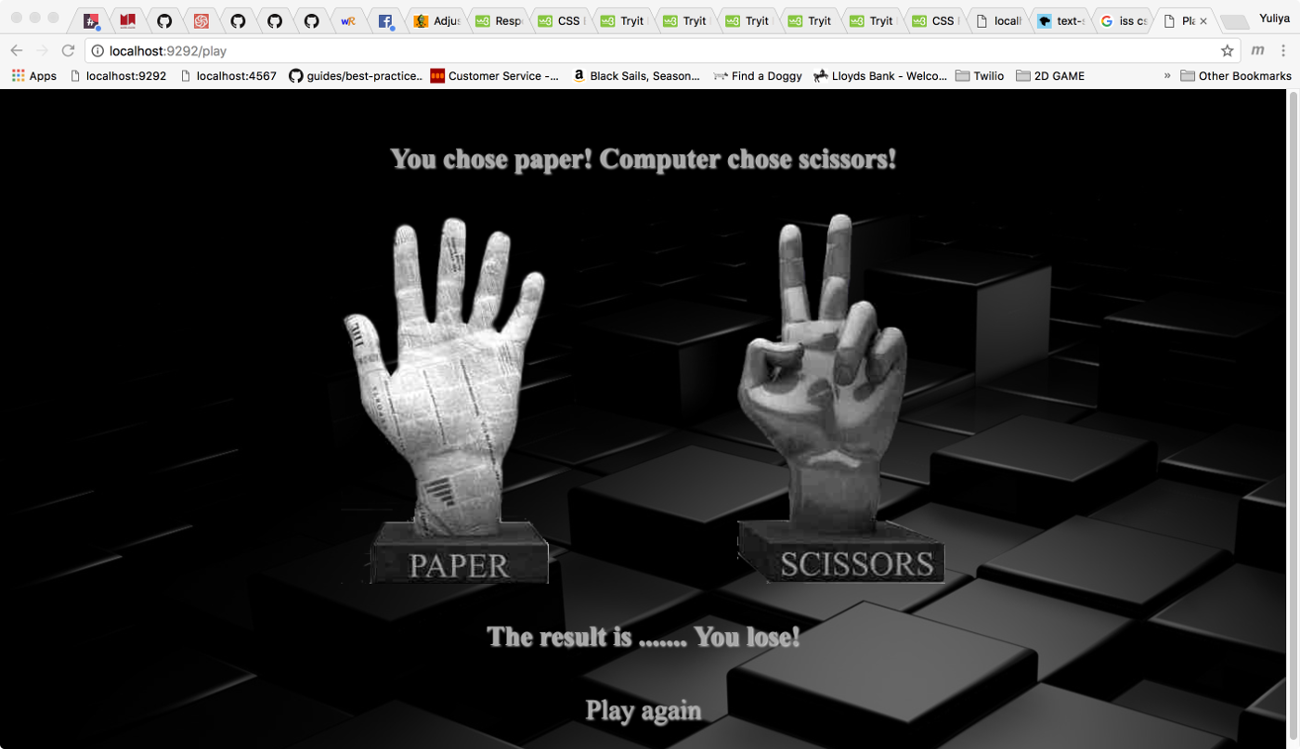 Adju
Resp
CSS
Tryit
Tryit
Tryit
Tryit
Tryit
CSS
local
text-s
iss cs
Pla
Yuliya
localhost:9292/play
Apps
localhost:9292
localhost:4567
guides/best-practice..
Customer Service -...
Black Sails, Season...
Find a Doggy
Lloyds Bank - Welco...
Twilio
2D GAME
» Other Bookmarks
You chose paper! Computer chose scissors!
PAPER
SCISSORS
The result is ....... You lose!
Play again